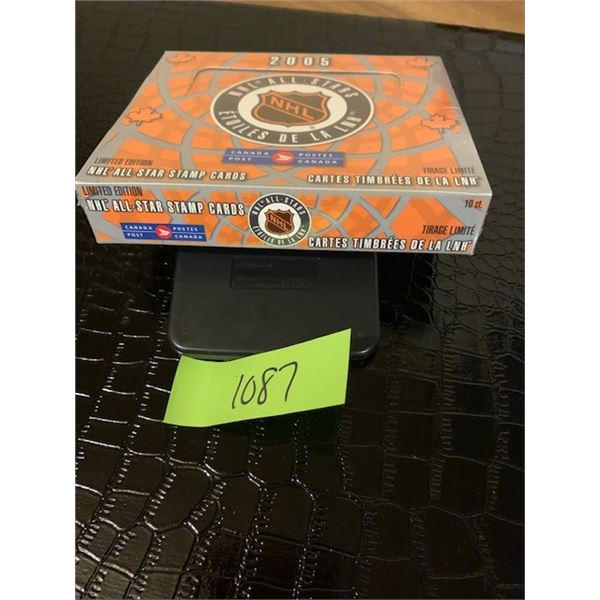 2005
NHL® ALL★STARS
NHL
ÉTOILES DE LA LNH®
CANADA POST
POSTES CANADA
LIMITED EDITION
NHL ALL STAR STAMP CARDS
TIRAGE LIMITÉ
CARTES TIMBRÉES DE LA LNH®
LIMITED EDITION
NHL® ALL-STAR STAMP CARDS
CANADA POST
POSTES CANADA
NHL® ALL★STARS
NHL
ÉTOILES DE LA LNH®
10 ct.
TIRAGE LIMITÉ
CARTES TIMBRÉES DE LA LNH®
1087